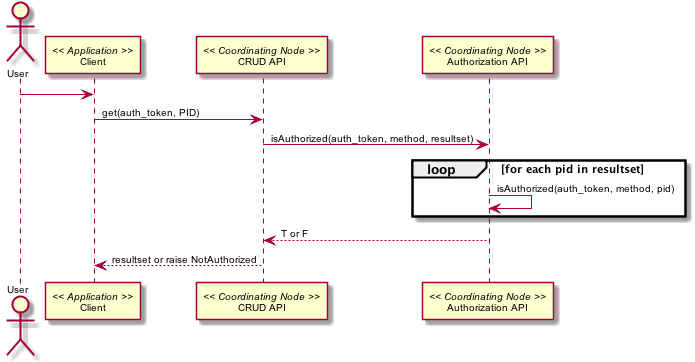 << Application >>
Client
<< Coordinating Node >>
CRUD API
<< Coordinating Node >>
Authorization API
User
get(auth_token, PID)
isAuthorized(auth_token, method, resultset)
loop
[for each pid in resultset]
isAuthorized(auth_token, method, pid)
T or F
resultset or raise NotAuthorized
User
<< Application >>
Client
<< Coordinating Node >>
CRUD API
<< Coordinating Node >>
Authorization API